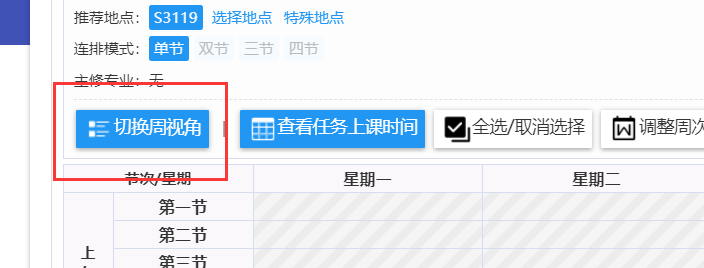 推荐地点： S3119 选择地点 特殊地点
连排模式： 单节 双节 三节 四节
主修专业：无
切换周视角 查看任务上课时间 全选/取消选择 调整周次
节次/星期 星期一 星期二
第一节
第二节
上 第三节